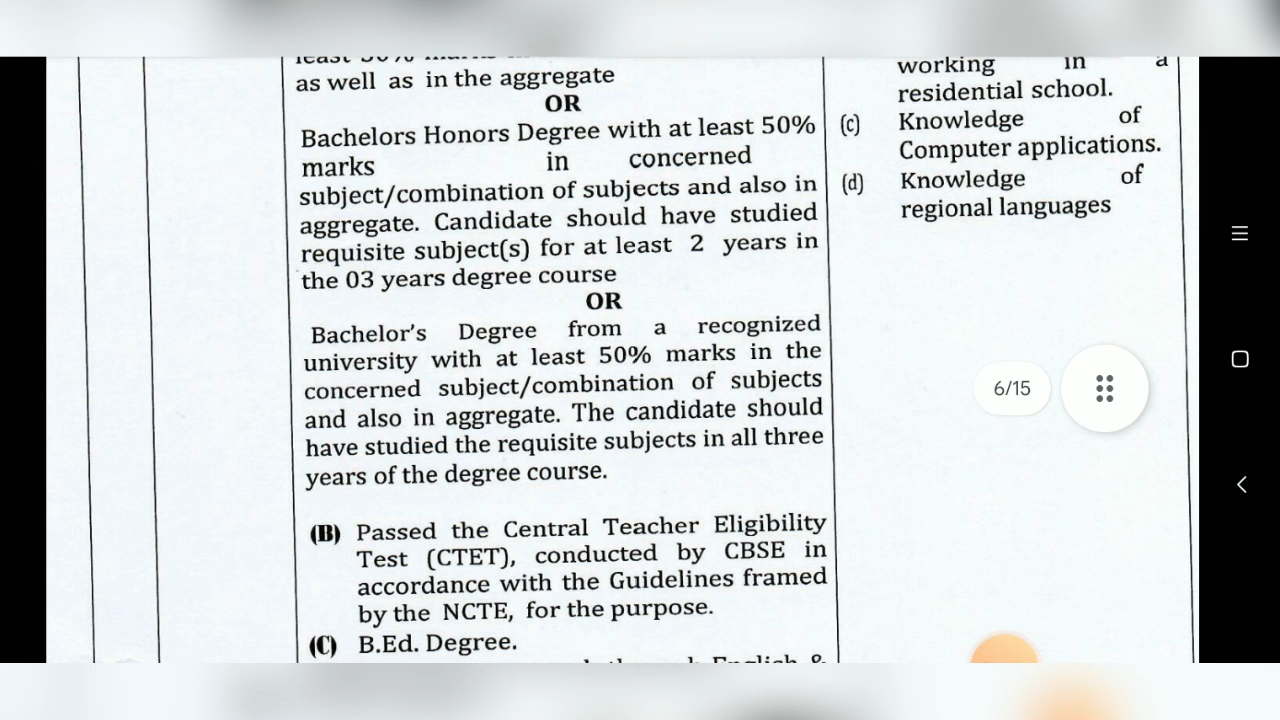 as well as in the aggregate
OR
Bachelors Honors Degree with at least 50%
marks in concerned
subject/combination of subjects and also in
aggregate. Candidate should have studied
requisite subject(s) for at least 2 years in
the 03 years degree course
OR
Bachelor's Degree from a recognized
university with at least 50% marks in the
concerned subject/combination of subjects
and also in aggregate. The candidate should
have studied the requisite subjects in all three
years of the degree course.
(B) Passed the Central Teacher Eligibility
Test (CTET), conducted by CBSE in
accordance with the Guidelines framed
by the NCTE, for the purpose.
(C) B.Ed. Degree.
English &
working in a
residential school.
(c) Knowledge of
Computer applications.
(d) Knowledge of
regional languages
6/15